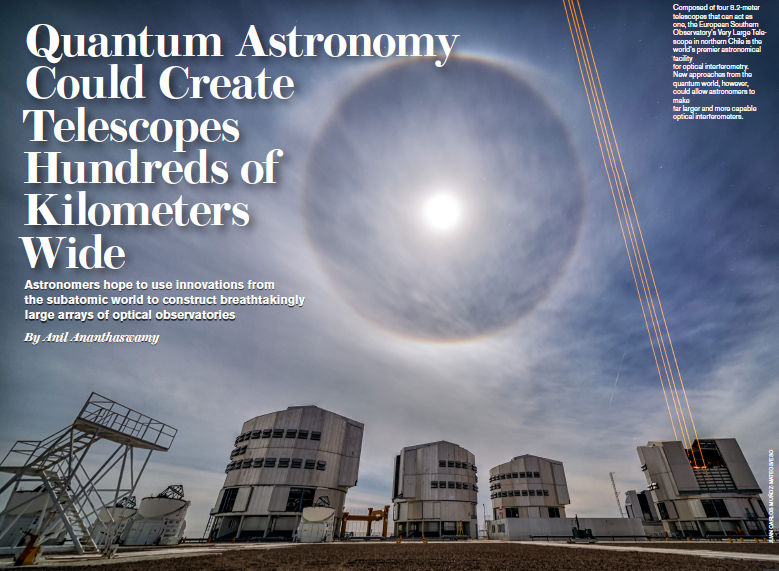 Quantum Astronomy
Could Create
Telescopes
Hundreds of
Kilometers
Wide
Astronomers hope to use innovations from
the subatomic world to construct breathtakingly
large arrays of optical observatories
By Anil Ananthaswamy
Composed of four 8.2-meter
telescopes that can act as
one, the European Southern
Observatory's Very Large Tele-
scope in northern Chile is the
world's premier astronomical
facility
for optical interferometry.
New approaches from the
quantum world, however,
could allow astronomers to
make
far larger and more capable
optical interferometers.
JUAN CARLOS MUÑOZ-MATEOS/ESO